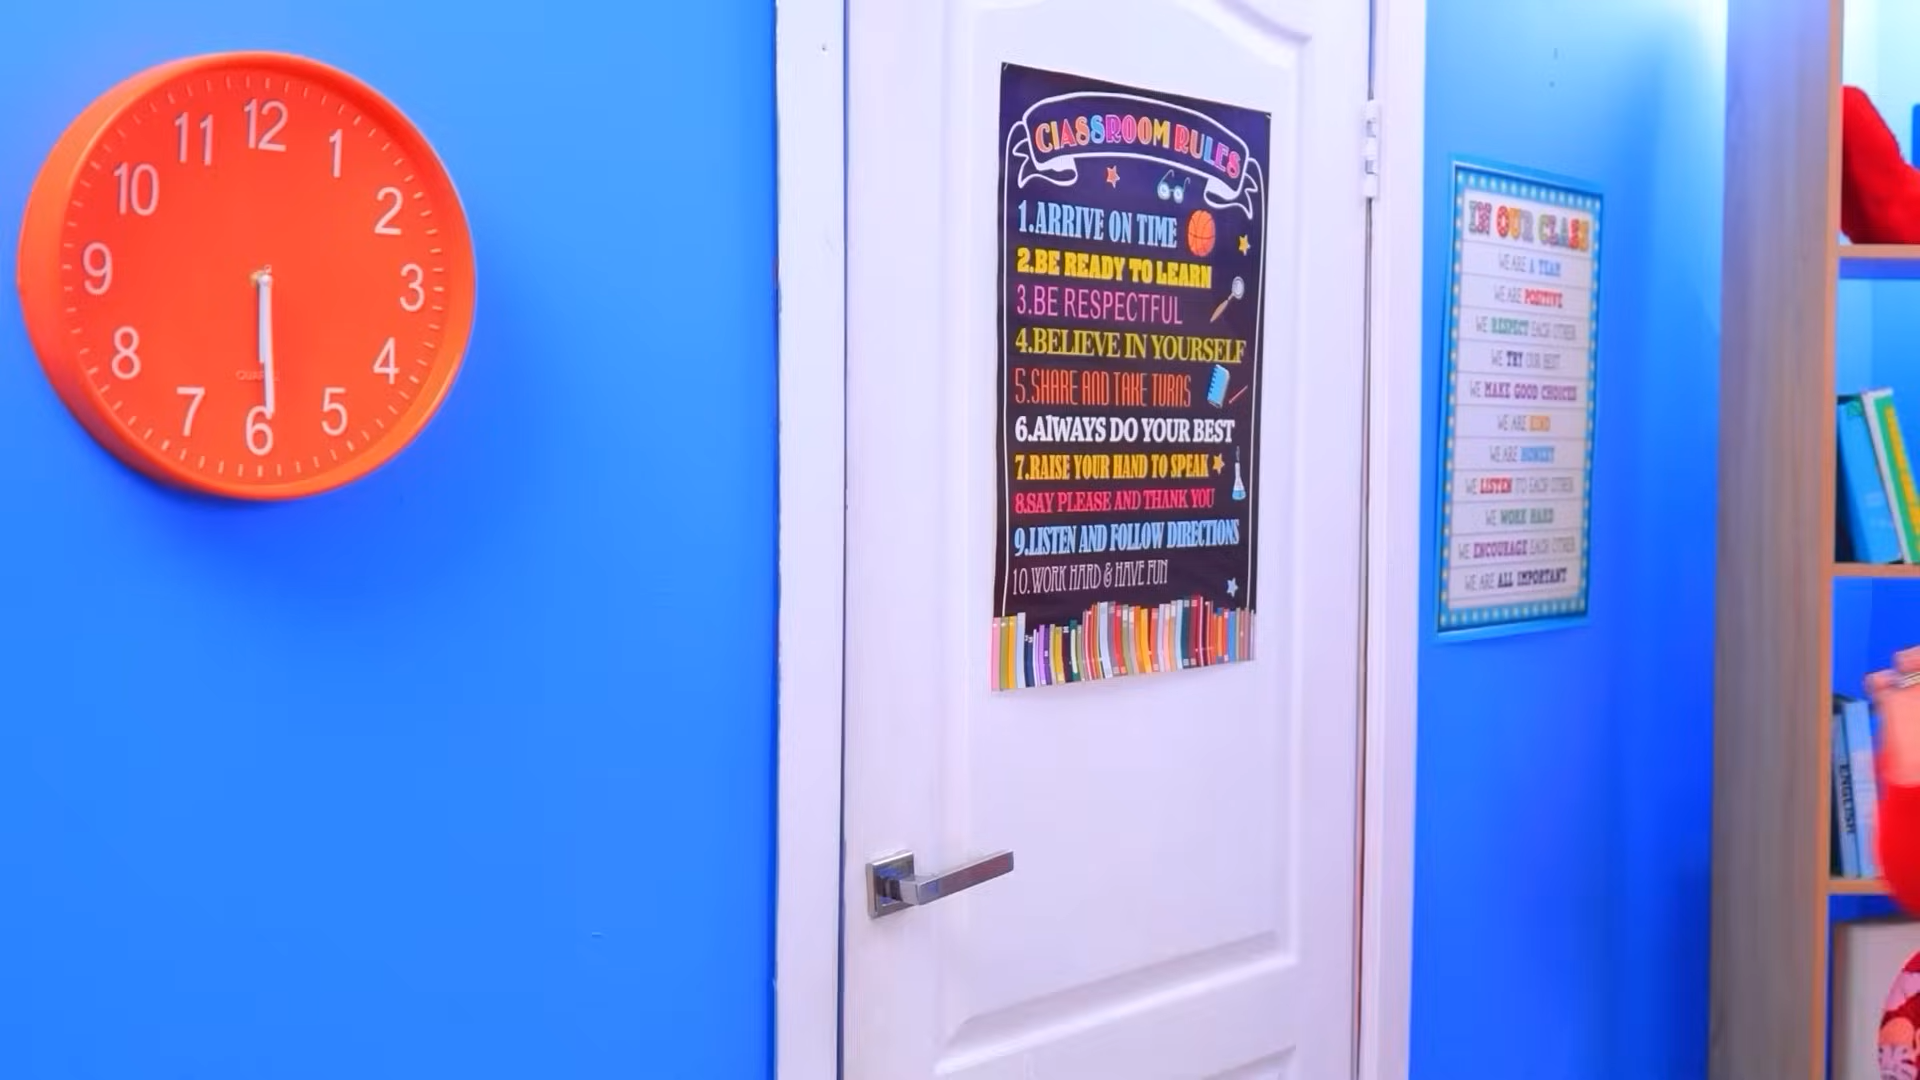 12
11
1
10
2
9
3
8
4
7
5
6
CLASSROOM RULES
1.ARRIVE ON TIME
2.BE READY TO LEARN
3.BE RESPECTFUL
4.BELIEVE IN YOURSELF
5.SHARE AND TAKE TURNS
6.AlWAYS DO YOUR BEST
7.RAISE YOUR HAND TO SPEAK
8.SAY PLEASE AND THANK YOU
9.LISTEN AND FOLLOW DIRECTIONS
10.WORK HARD & HAVE FUN
IN OUR CLASS
WE ARE A TEAM
WE ARE POSITIVE
WE RESPECT EACH OTHER
WE TRY OUR BEST
WE MAKE GOOD CHOICES
WE ARE KIND
WE ARE HONEST
WE LISTEN TO EACH OTHER
WE WORK HARD
WE ENCOURAGE EACH OTHER
WE ARE ALL IMPORTANT
ENGLISH